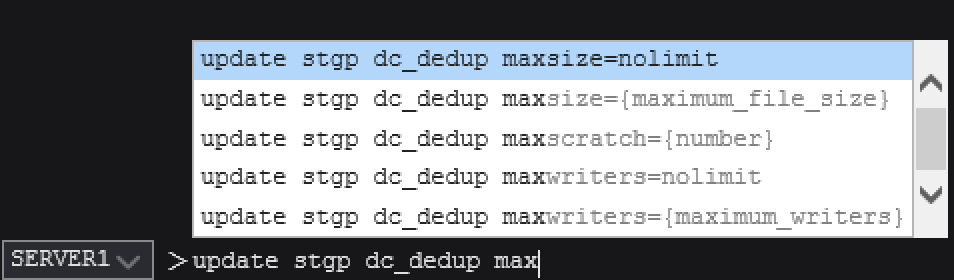 update stgp dc_dedup maxsize=nolimit
update stgp dc_dedup maxsize={maximum_file_size}
update stgp dc_dedup maxscratch={number}
update stgp dc_dedup maxwriters=nolimit
update stgp dc_dedup maxwriters={maximum_writers}
SERVER1 >update stgp dc_dedup max